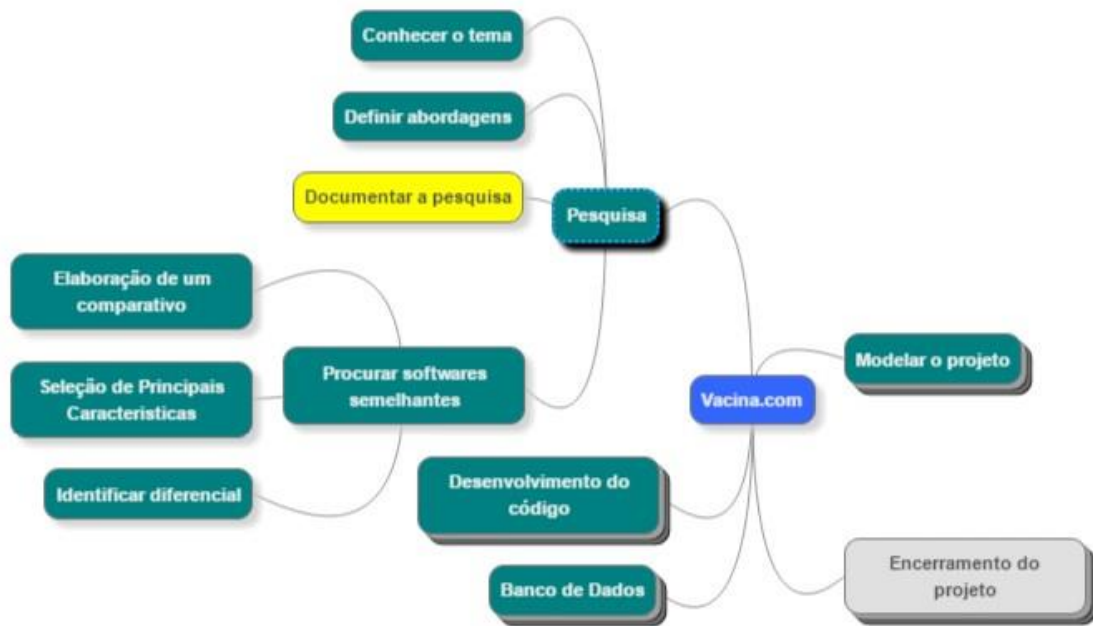 Conhecer o tema
Definir abordagens
Documentar a pesquisa
Pesquisa
Elaboração de um
comparativo
Seleção de Principais
Caracteristicas
Procurar softwares
semelhantes
Identificar diferencial
Modelar o projeto
Vacina.com
Desenvolvimento do
código
Banco de Dados
Encerramento do
projeto